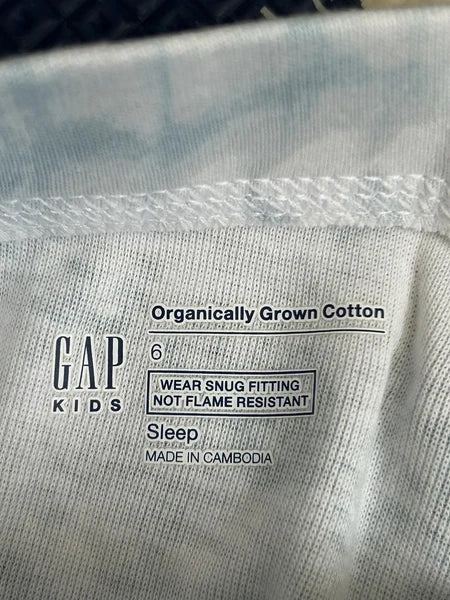 GAP
KIDS
Organically Grown Cotton
6
WEAR SNUG FITTING
NOT FLAME RESISTANT
Sleep
MADE IN CAMBODIA